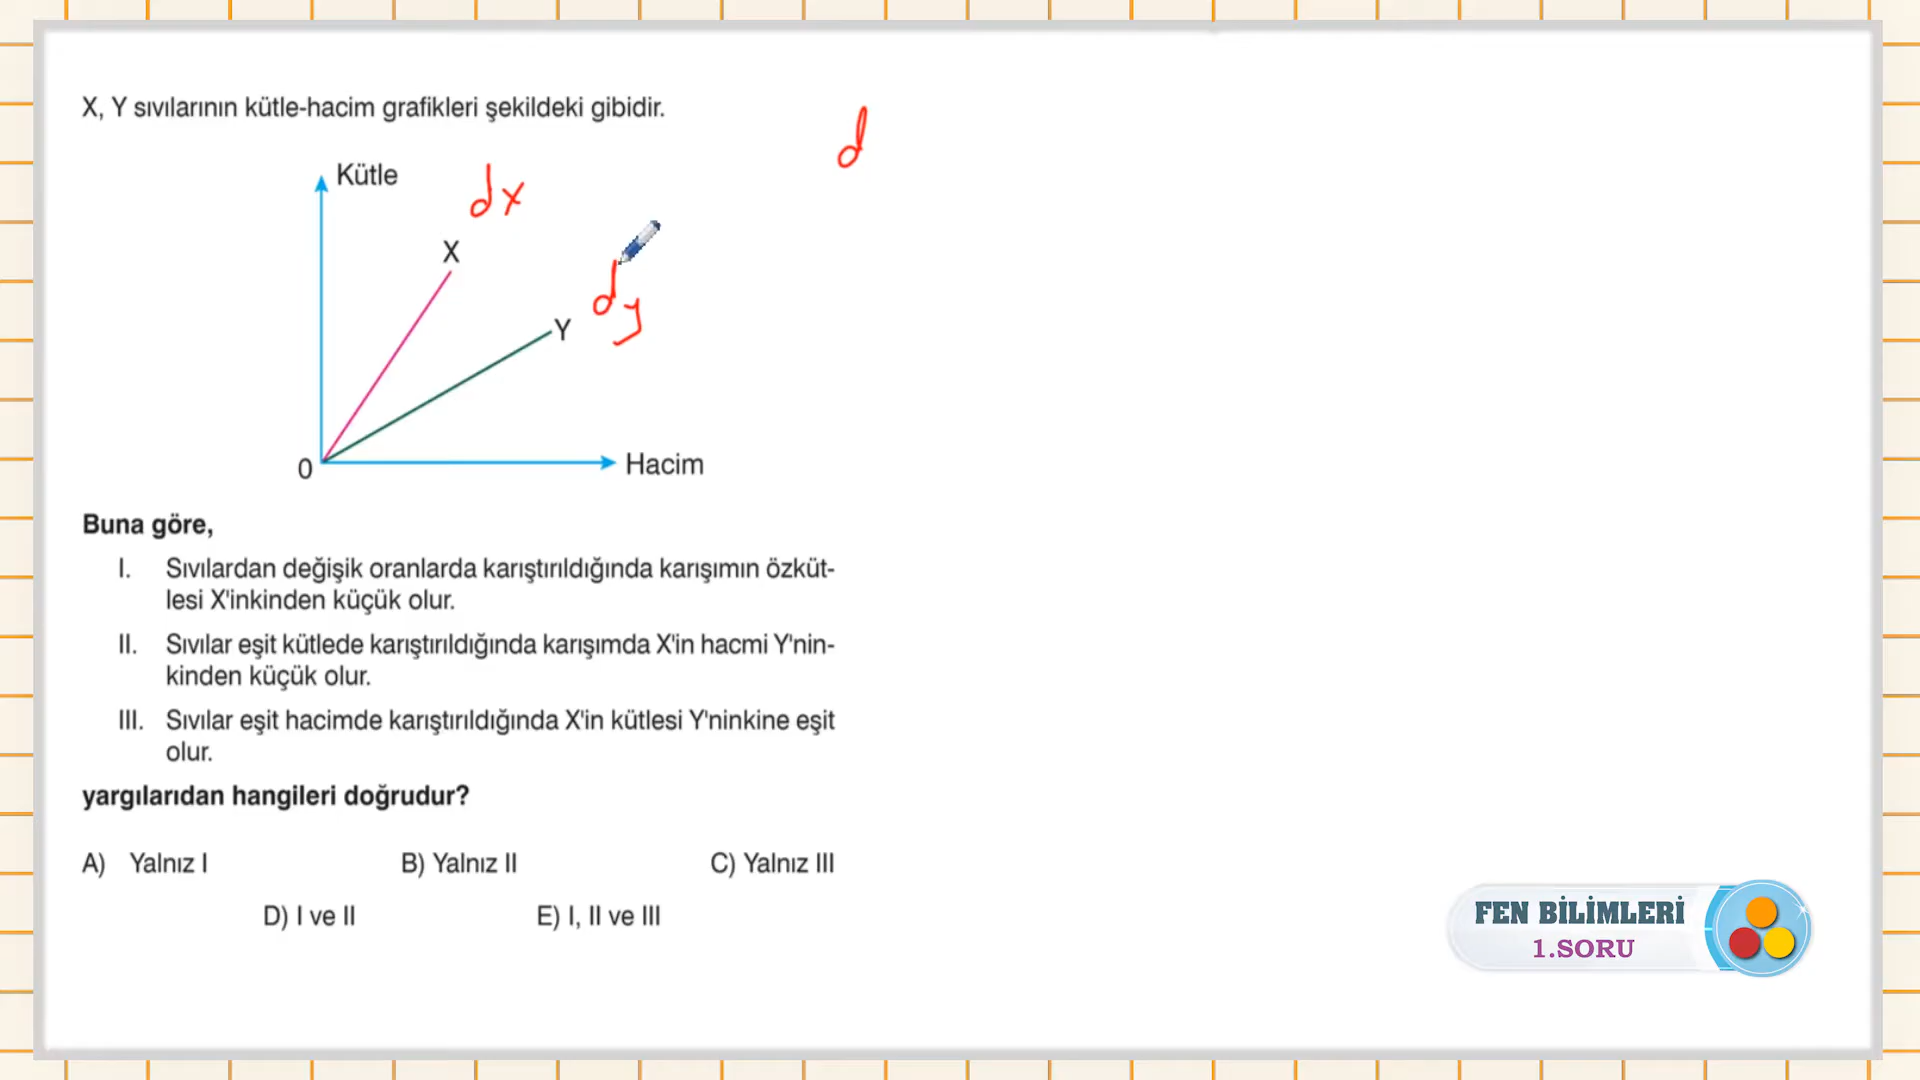 X, Y sıvılarının kütle-hacim grafikleri şekildeki gibidir.
d
Kütle
dx
X
dy
Y
0
Hacim
Buna göre,
I. Sıvılardan değişik oranlarda karıştırıldığında karışımın özküt-
lesi X'inkinden küçük olur.
II. Sıvılar eşit kütlede karıştırıldığında karışımda X'in hacmi Y'nin-
kinden küçük olur.
III. Sıvılar eşit hacimde karıştırıldığında X'in kütlesi Y'ninkine eşit
olur.
yargılarıdan hangileri doğrudur?
A) Yalnız I B) Yalnız II C) Yalnız III
D) I ve II E) I, II ve III
FEN BİLİMLERİ
1.SORU